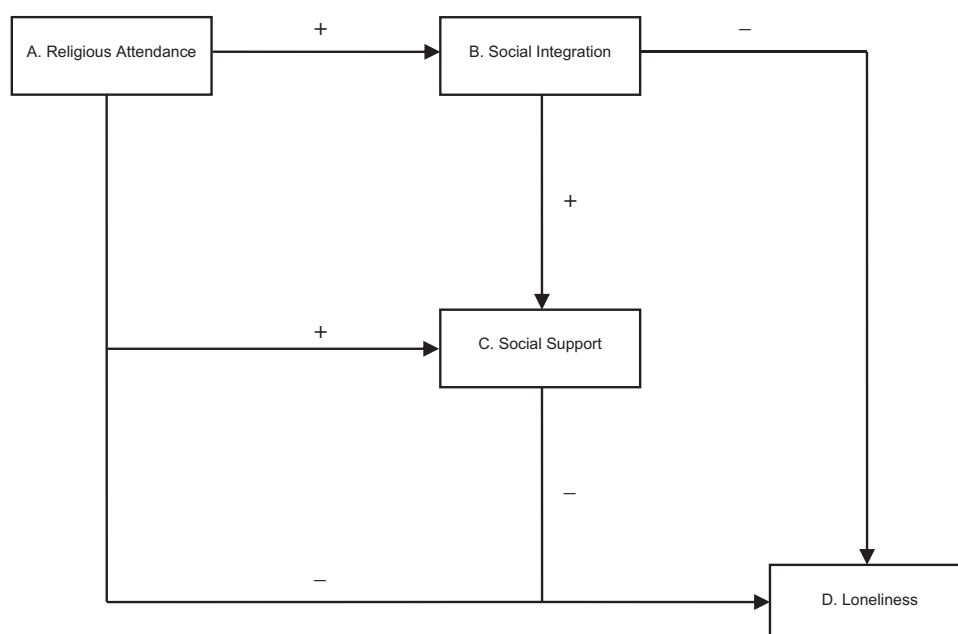 +
–
A. Religious Attendance
B. Social Integration
+
+
C. Social Support
–
–
D. Loneliness